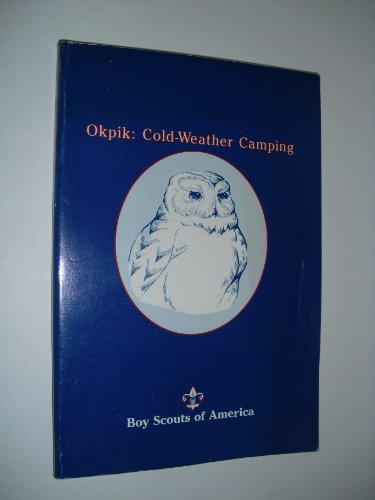 Okpik: Cold-Weather Camping
Boy Scouts of America